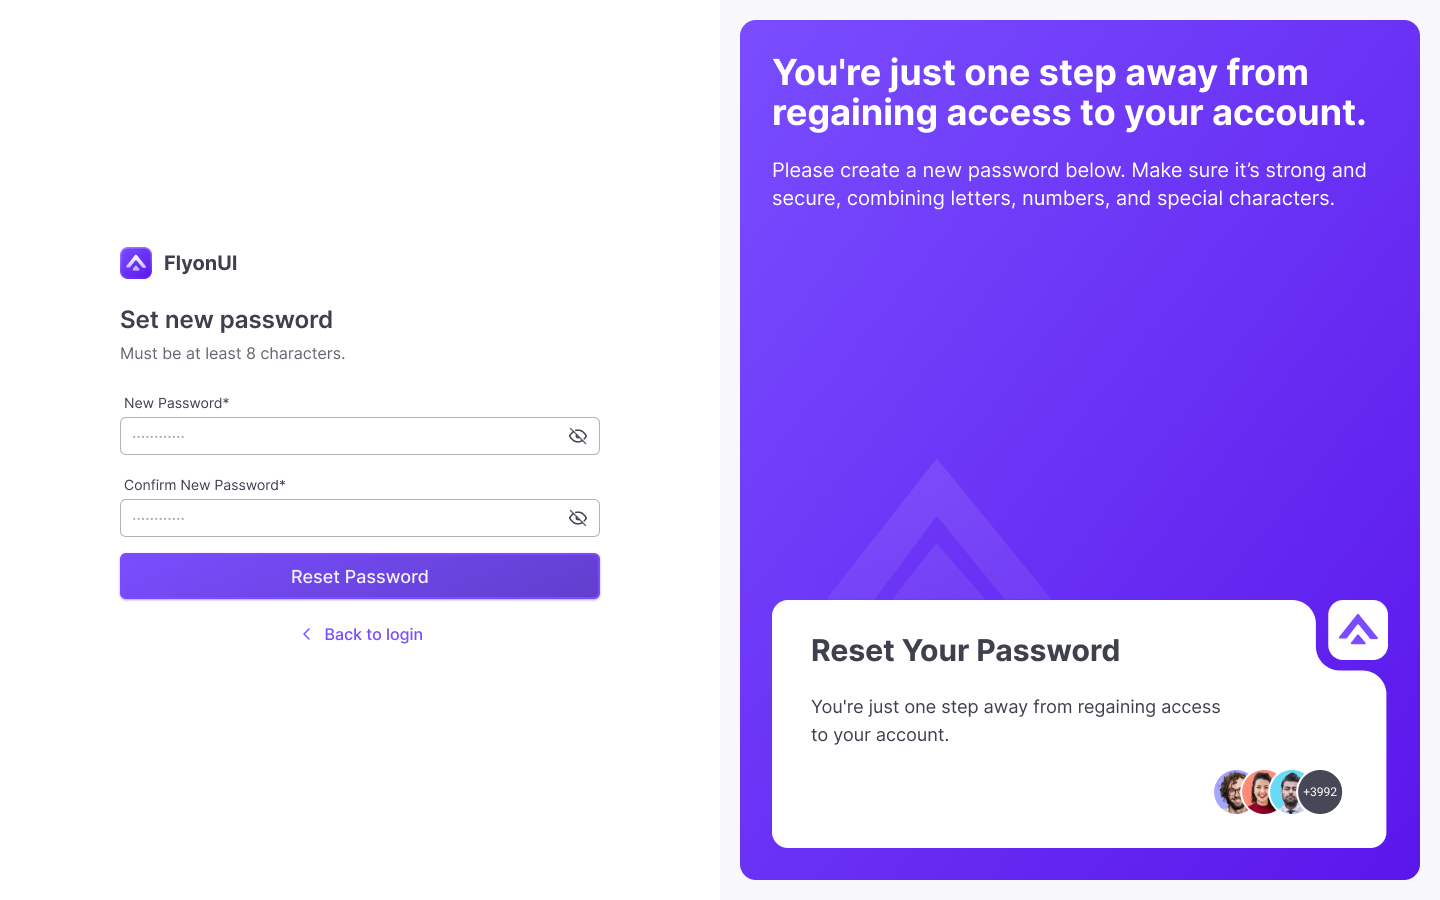 FlyonUI
Set new password
Must be at least 8 characters.
New Password*
············
Confirm New Password*
············
Reset Password
Back to login
You're just one step away from
regaining access to your account.
Please create a new password below. Make sure it’s strong and
secure, combining letters, numbers, and special characters.
Reset Your Password
You're just one step away from regaining access
to your account.
+3992